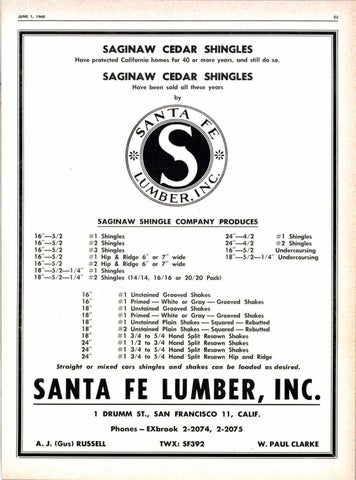 JUNE 1, 1960
53
SAGINAW CEDAR SHINGLES
Have protected California homes for 40 or more years, and still do so.
SAGINAW CEDAR SHINGLES
Have been sold all these years
by
SANTA FE
S
LUMBER, INC.
SAGINAW SHINGLE COMPANY PRODUCES
16″—5/2 #1 Shingles
16″—5/2 #2 Shingles
16″—5/2 #3 Shingles
16″—5/2 #1 Hip & Ridge 6″ or 7″ wide
16″—5/2 #2 Hip & Ridge 6″ or 7″ wide
18″—5/2—1/4″ #1 Shingles
18″—5/2—1/4″ #2 Shingles (14/14, 16/16 or 20/20 Pack)
24″—4/2 #1 Shingles
24″—4/2 #2 Shingles
16″—5/2 Undercoursing
18″—5/2—1/4″ Undercoursing
16″ #1 Unstained Grooved Shakes
16″ #1 Primed — White or Gray — Grooved Shakes
18″ #1 Unstained Grooved Shakes
18″ #1 Primed — White or Gray — Grooved Shakes
18″ #1 Unstained Plain Shakes — Squared — Rebutted
18″ #2 Unstained Plain Shakes — Squared — Rebutted
18″ #1 3/4 to 5/4 Hand Split Resawn Shakes
24″ #1 1/2 to 3/4 Hand Split Resawn Shakes
24″ #1 3/4 to 5/4 Hand Split Resawn Shakes
24″ #1 3/4 to 5/4 Hand Split Resawn Hip and Ridge
Straight or mixed cars shingles and shakes can be loaded as desired.
SANTA FE LUMBER, INC.
1 DRUMM ST., SAN FRANCISCO 11, CALIF.
Phones — EXbrook 2-2074, 2-2075
A. J. (Gus) RUSSELL TWX: SF392 W. PAUL CLARKE